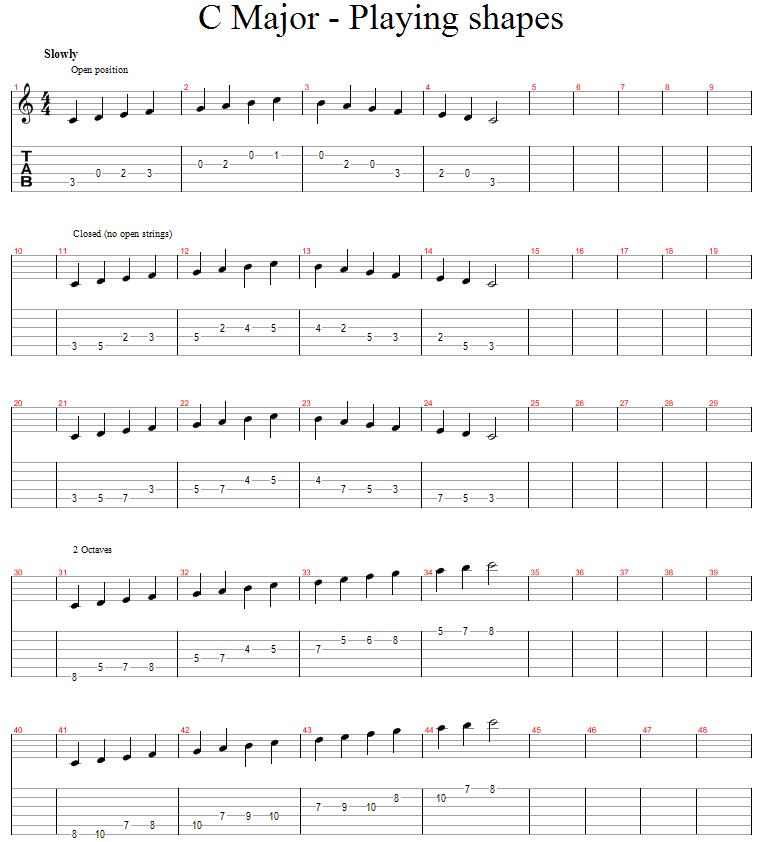 C Major - Playing shapes
Slowly
Open position
1 2 3 4 5 6 7 8 9
4
4
TAB
0 1 0
0 2 2 0
0 2 3 3 2 0
3 3
Closed (no open strings)
10 11 12 13 14 15 16 17 18 19
2 4 5 4 2
2 3 5 5 3 2
3 5 5 3
20 21 22 23 24 25 26 27 28 29
4 5 4
3 5 7 7 5 3
3 5 7 7 5 3
2 Octaves
30 31 32 33 34 35 36 37 38 39
5 7 8
5 6 8
4 5 7
5 7
5 7 8
8
40 41 42 43 44 45 46 47 48
7 8
8 10
7 9 10
7 9 10
7 8 10
8 10